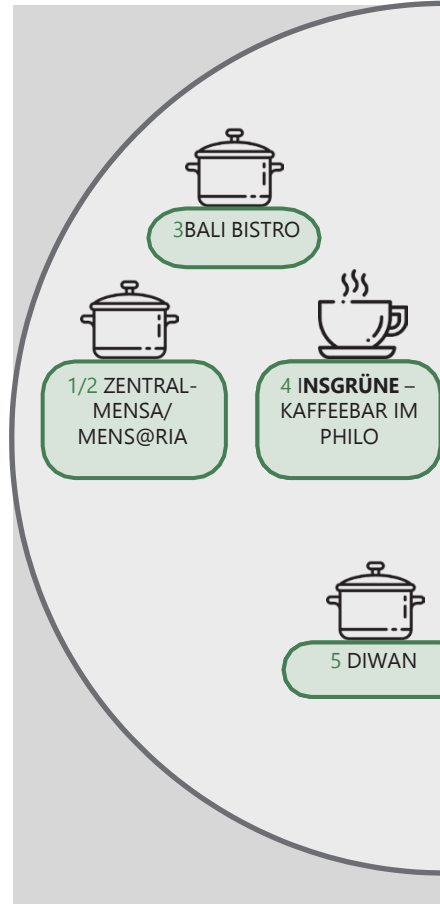 3BALI BISTRO
1/2 ZENTRAL-
MENSA/
MENS@RIA
4 INSGRÜNE –
KAFFEEBAR IM
PHILO
5 DIWAN